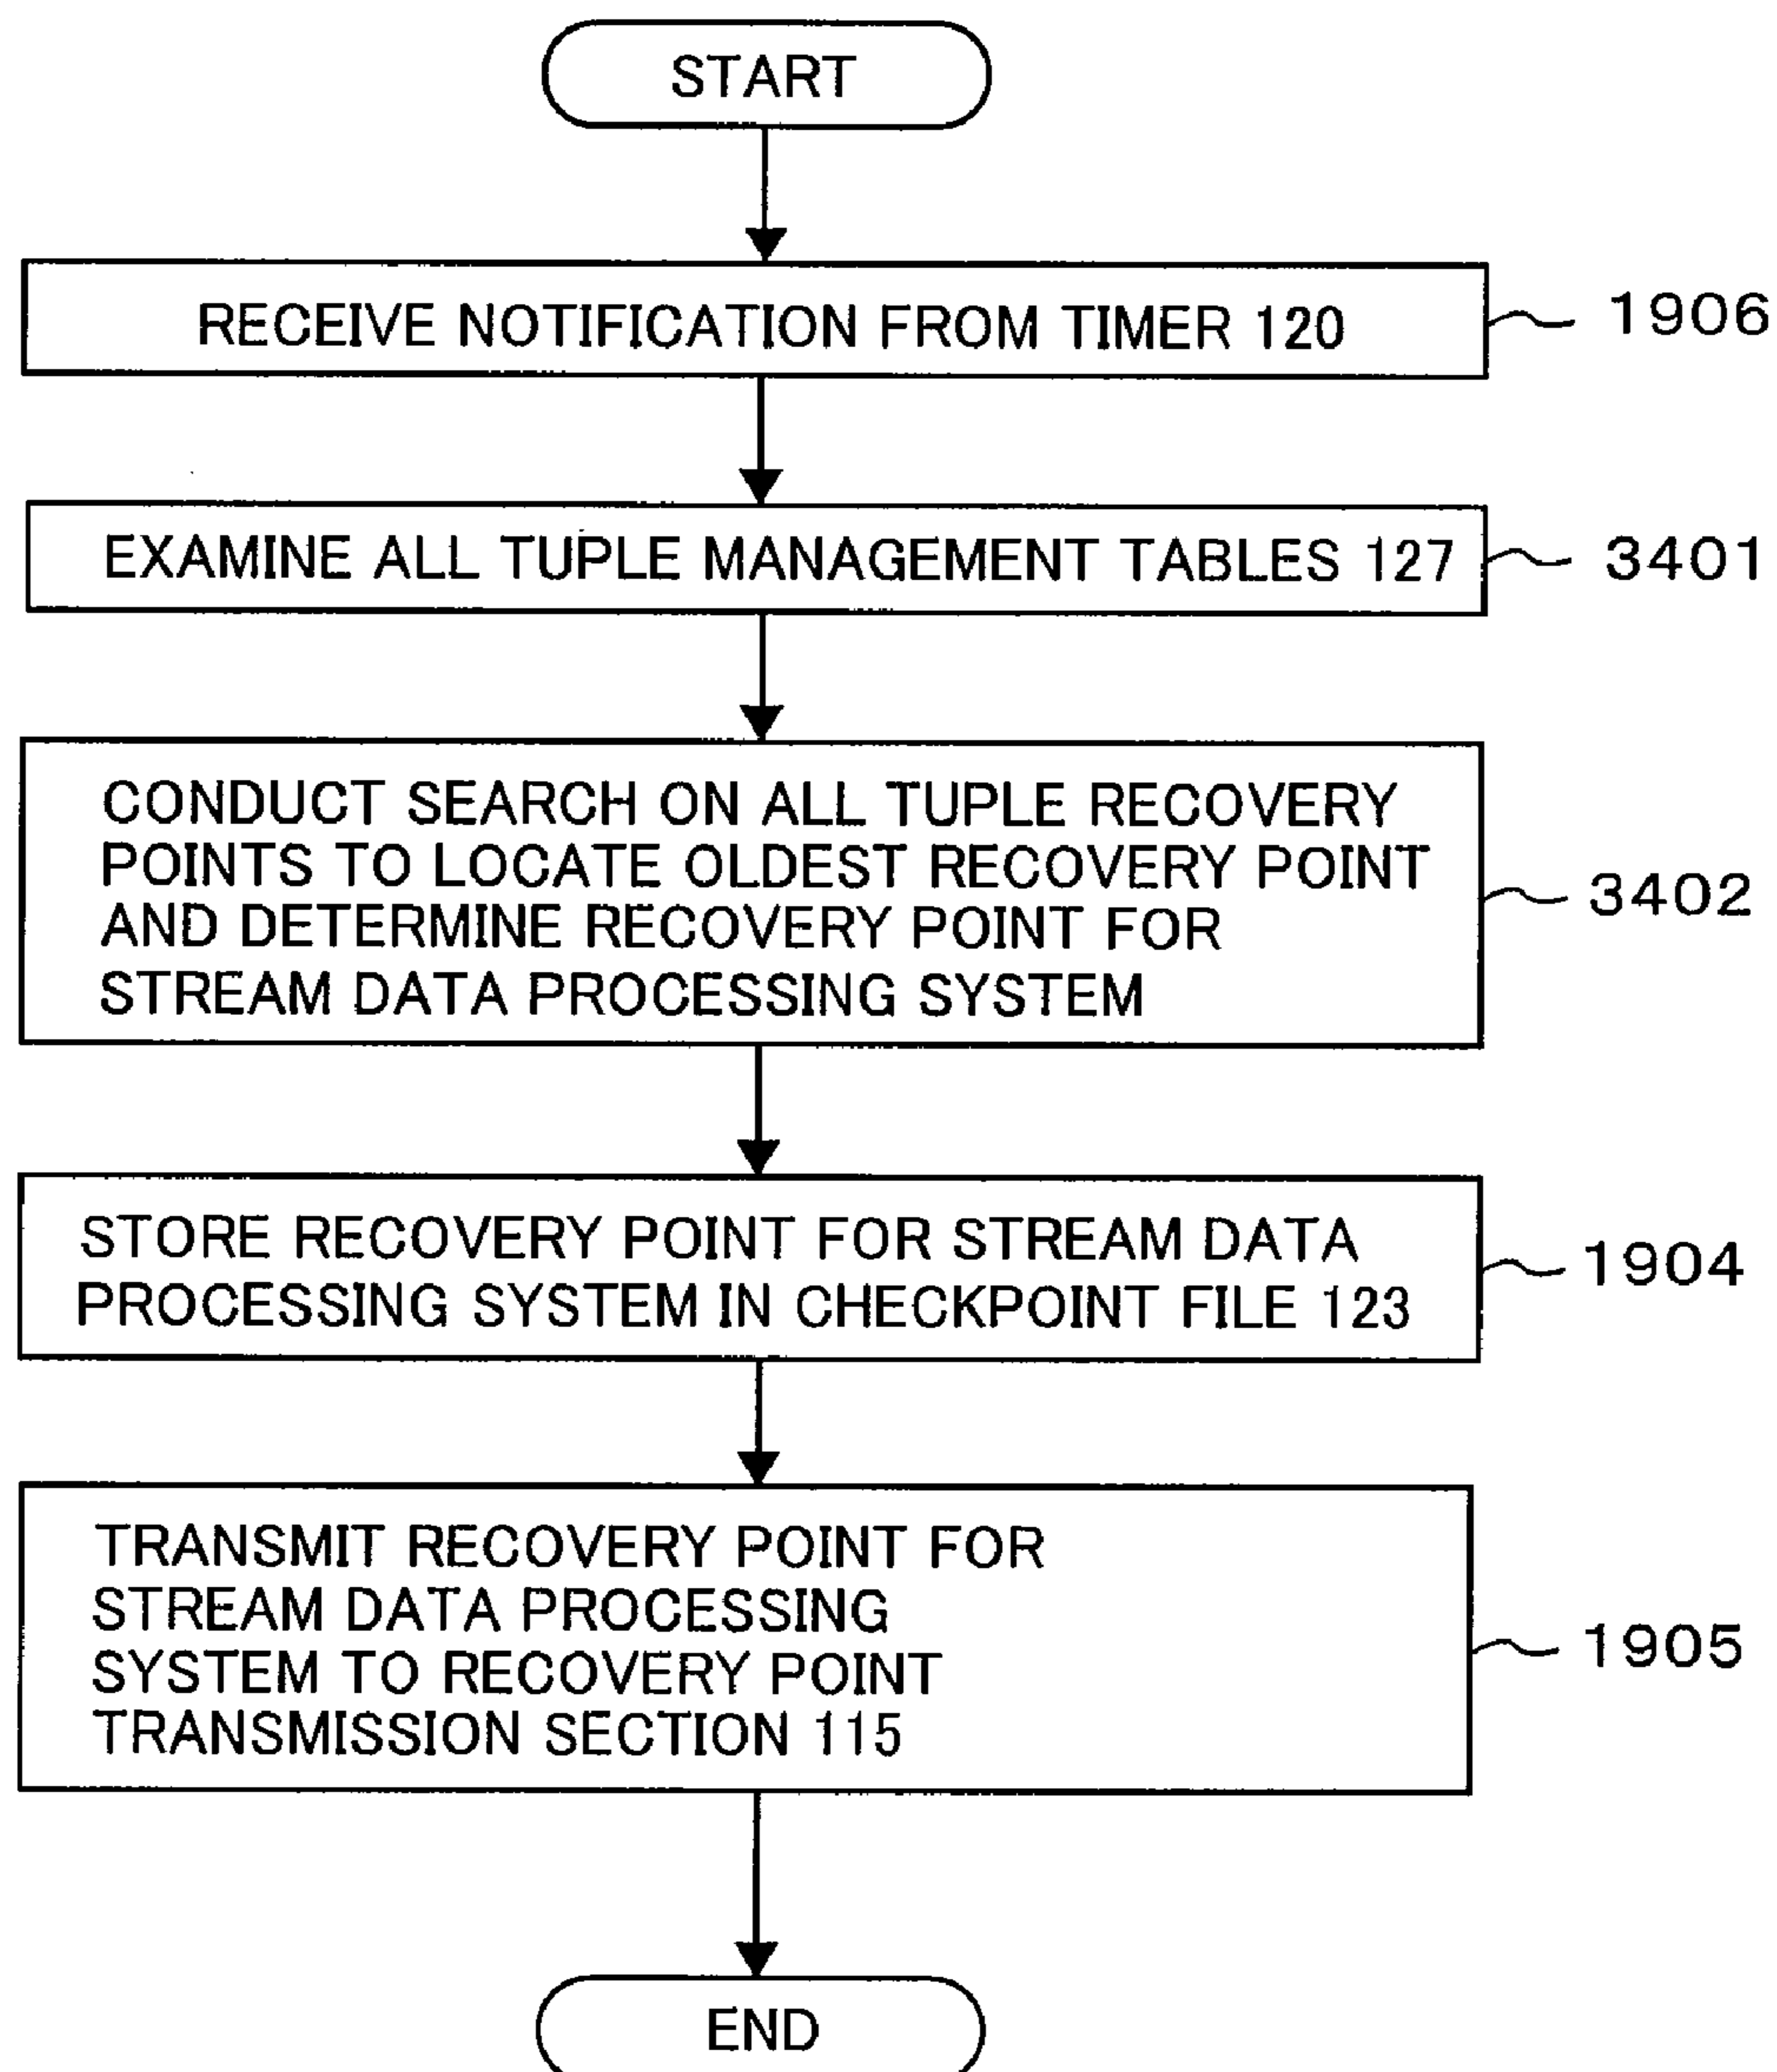 START
RECEIVE NOTIFICATION FROM TIMER 120
1906
EXAMINE ALL TUPLE MANAGEMENT TABLES 127
3401
CONDUCT SEARCH ON ALL TUPLE RECOVERY
POINTS TO LOCATE OLDEST RECOVERY POINT
AND DETERMINE RECOVERY POINT FOR
STREAM DATA PROCESSING SYSTEM
3402
STORE RECOVERY POINT FOR STREAM DATA
PROCESSING SYSTEM IN CHECKPOINT FILE 123
1904
TRANSMIT RECOVERY POINT FOR
STREAM DATA PROCESSING
SYSTEM TO RECOVERY POINT
TRANSMISSION SECTION 115
1905
END